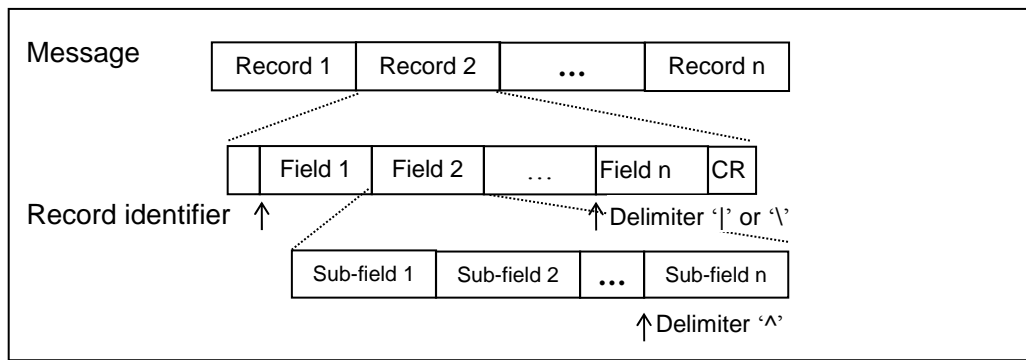 Message
Record 1 Record 2 ... Record n
Field 1 Field 2 ... Field n CR
Record identifier Delimiter ‘|’ or ‘\’
Sub-field 1 Sub-field 2 ... Sub-field n
Delimiter ‘^’